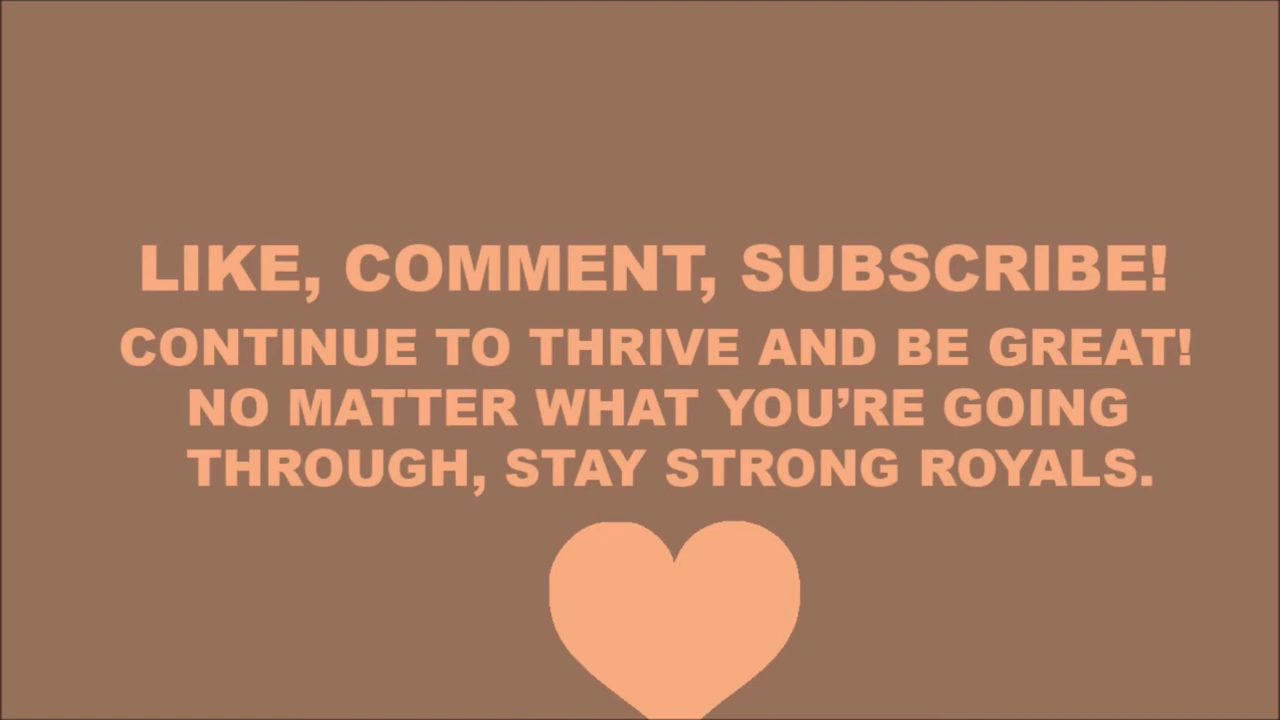 LIKE, COMMENT, SUBSCRIBE!
CONTINUE TO THRIVE AND BE GREAT!
NO MATTER WHAT YOU’RE GOING
THROUGH, STAY STRONG ROYALS.